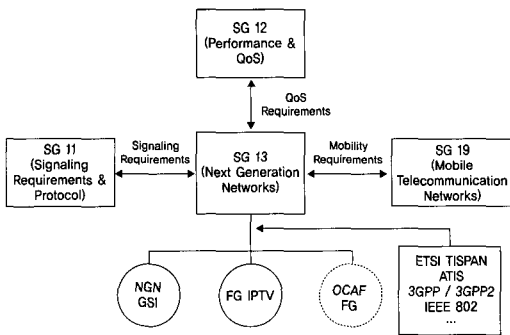 SG 12
(Performance &
QoS)
QoS
Requirements
SG 11
(Signaling
Requirements &
Protocol)
Signaling
Requirements
SG 13
(Next Generation
Networks)
Mobility
Requirements
SG 19
(Mobile
Telecommunication
Networks)
NGN
GSI
FG IPTV
OCAF
FG
ETSI TISPAN
ATIS
3GPP / 3GPP2
IEEE 802
...